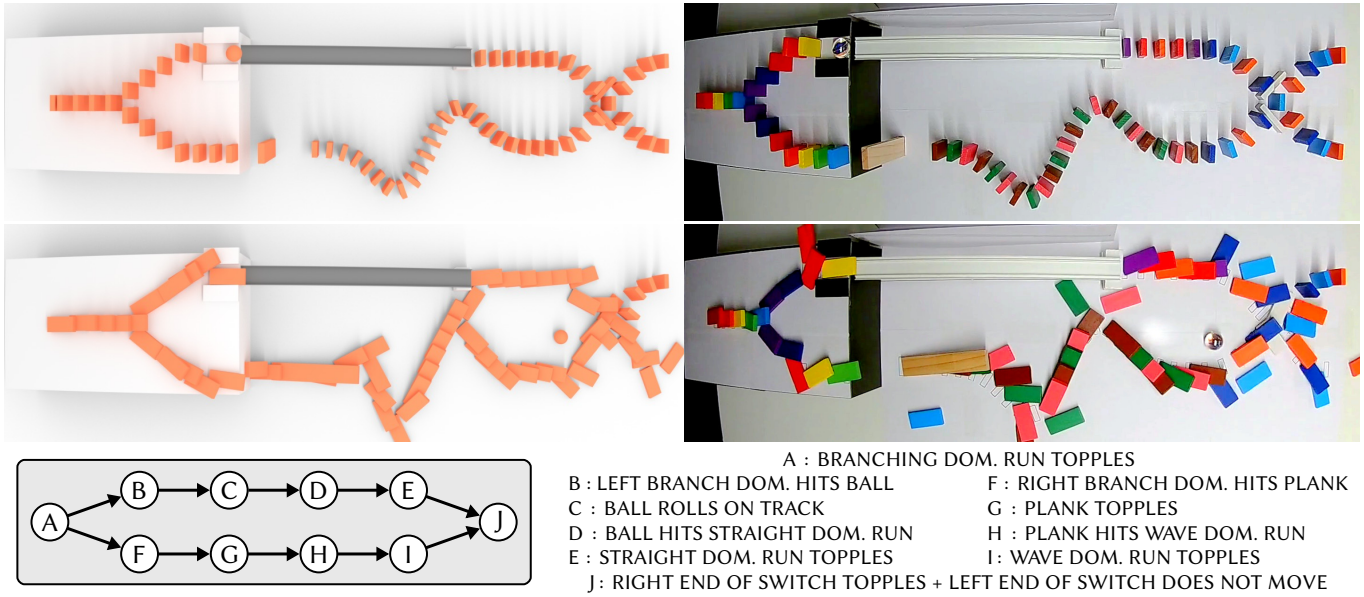 A : BRANCHING DOM. RUN TOPPLES
B : LEFT BRANCH DOM. HITS BALL
F : RIGHT BRANCH DOM. HITS PLANK
C : BALL ROLLS ON TRACK
G : PLANK TOPPLES
D : BALL HITS STRAIGHT DOM. RUN
H : PLANK HITS WAVE DOM. RUN
E : STRAIGHT DOM. RUN TOPPLES
I : WAVE DOM. RUN TOPPLES
J : RIGHT END OF SWITCH TOPPLES + LEFT END OF SWITCH DOES NOT MOVE
B C D E
A J
F G H I